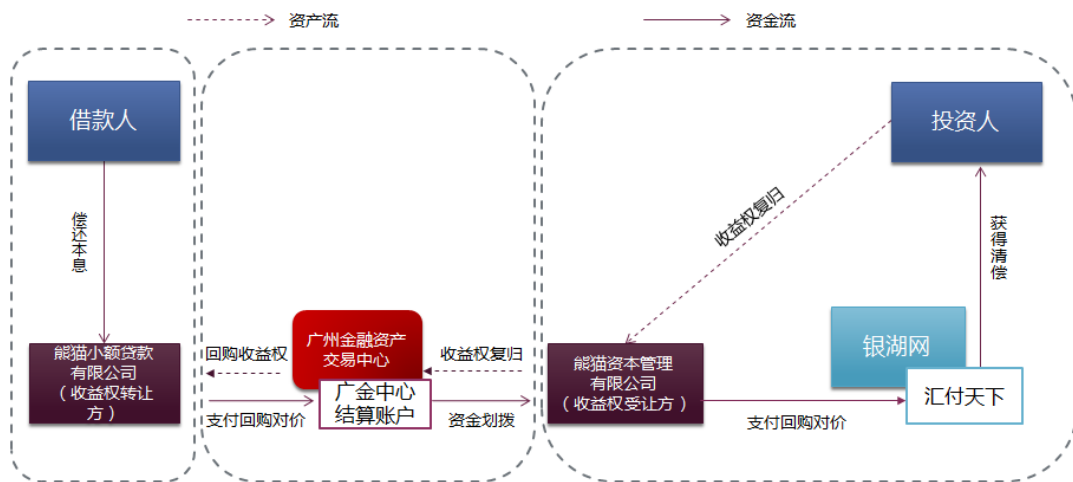 资产流
资金流
借款人
投资人
偿还本息
收益权复归
获得清偿
熊猫小额贷款
有限公司
（收益权转让
方）
回购收益权
广州金融资产
交易中心
收益权复归
熊猫资本管理
有限公司
（收益权受让方）
银湖网
支付回购对价
广金中心
结算账户
资金划拨
支付回购对价
汇付天下